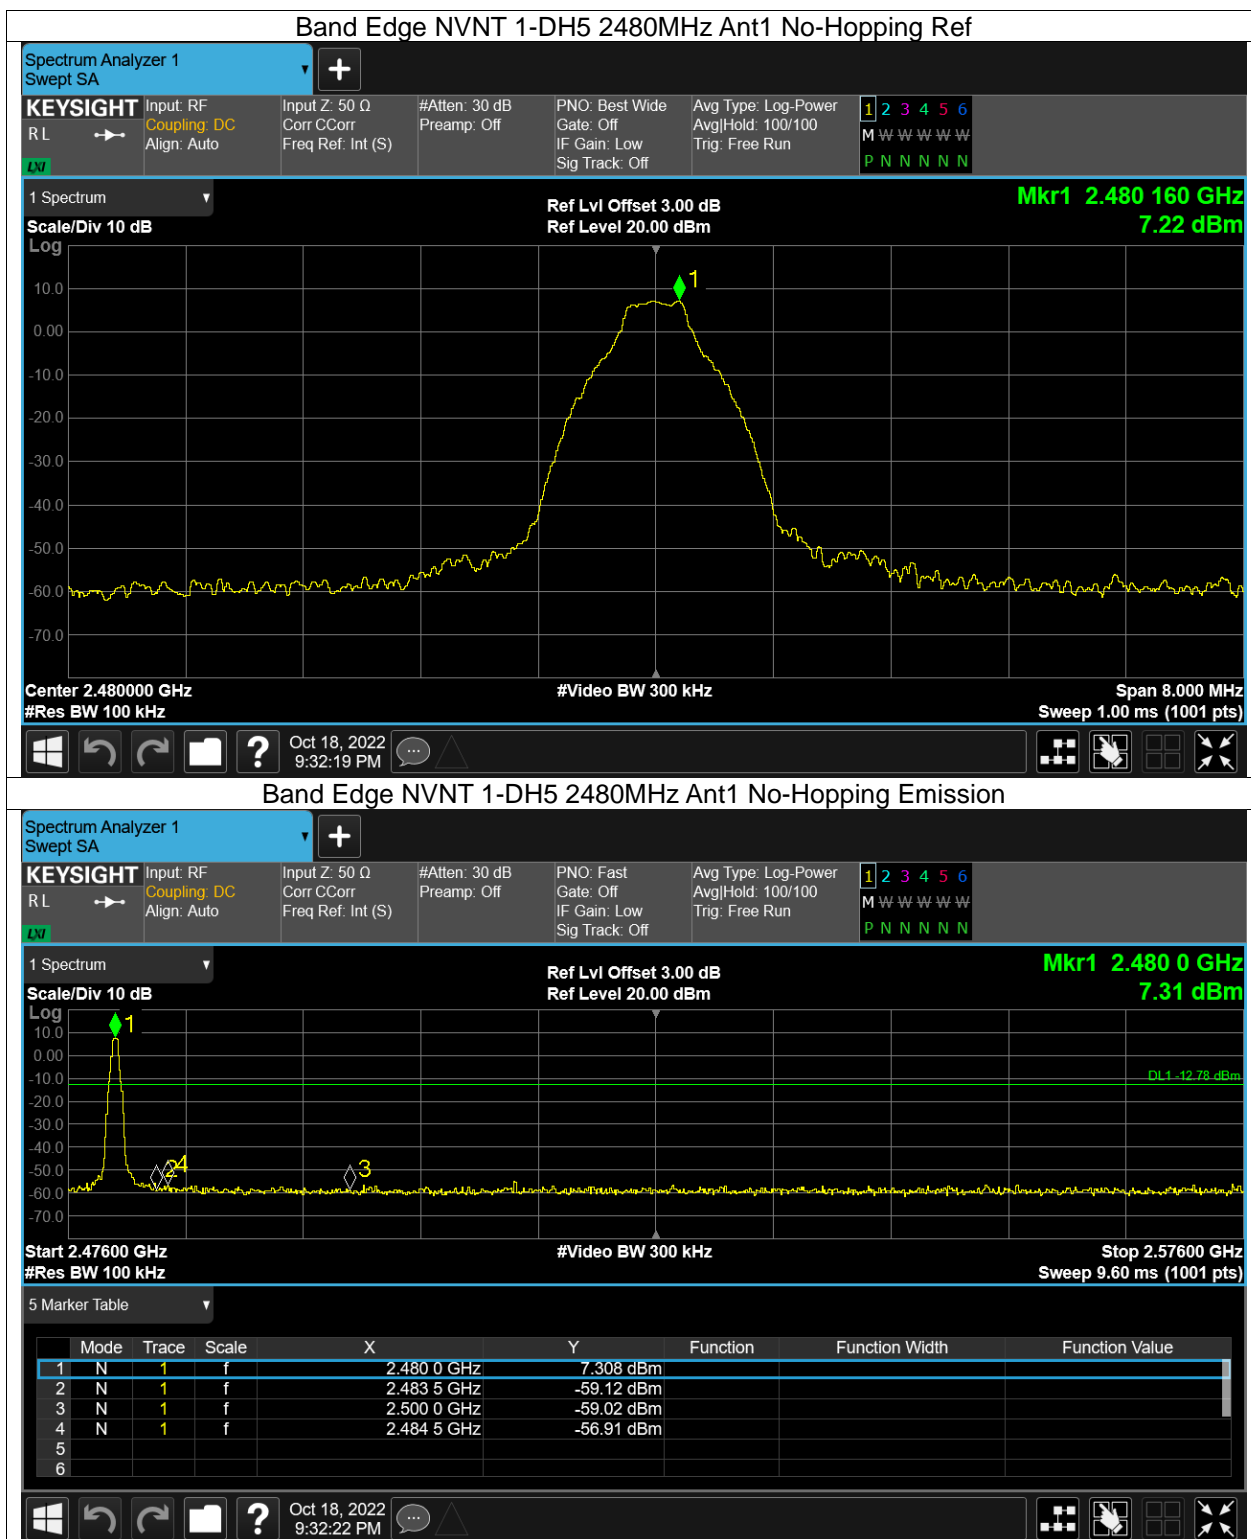 Band Edge NVNT 1-DH5 2480MHz Ant1 No-Hopping Ref
Spectrum Analyzer 1
Swept SA
KEYSIGHT
R L
LXI
Input: RF
Coupling: DC
Align: Auto
Input Z: 50 Ω
Corr CCorr
Freq Ref: Int (S)
#Atten: 30 dB
Preamp: Off
PNO: Best Wide
Gate: Off
IF Gain: Low
Sig Track: Off
Avg Type: Log-Power
Avg|Hold: 100/100
Trig: Free Run
1 2 3 4 5 6
M W W W W W
P N N N N N
1 Spectrum
Scale/Div 10 dB
Ref Lvl Offset 3.00 dB
Ref Level 20.00 dBm
Mkr1 2.480 160 GHz
7.22 dBm
Log
10.0
0.00
-10.0
-20.0
-30.0
-40.0
-50.0
-60.0
-70.0
1
Center 2.480000 GHz
#Video BW 300 kHz
Span 8.000 MHz
#Res BW 100 kHz
Sweep 1.00 ms (1001 pts)
?
Oct 18, 2022
9:32:19 PM
Band Edge NVNT 1-DH5 2480MHz Ant1 No-Hopping Emission
Spectrum Analyzer 1
Swept SA
KEYSIGHT
R L
LXI
Input: RF
Coupling: DC
Align: Auto
Input Z: 50 Ω
Corr CCorr
Freq Ref: Int (S)
#Atten: 30 dB
Preamp: Off
PNO: Fast
Gate: Off
IF Gain: Low
Sig Track: Off
Avg Type: Log-Power
Avg|Hold: 100/100
Trig: Free Run
1 2 3 4 5 6
M W W W W W
P N N N N N
1 Spectrum
Scale/Div 10 dB
Ref Lvl Offset 3.00 dB
Ref Level 20.00 dBm
Mkr1 2.480 0 GHz
7.31 dBm
Log
10.0
0.00
-10.0
-20.0
-30.0
-40.0
-50.0
-60.0
-70.0
1
DL1 -12.78 dBm
2
4
3
Start 2.47600 GHz
#Video BW 300 kHz
Stop 2.57600 GHz
#Res BW 100 kHz
Sweep 9.60 ms (1001 pts)
5 Marker Table
Mode Trace Scale X Y Function Function Width Function Value
1 N 1 f 2.480 0 GHz 7.308 dBm
2 N 1 f 2.483 5 GHz -59.12 dBm
3 N 1 f 2.500 0 GHz -59.02 dBm
4 N 1 f 2.484 5 GHz -56.91 dBm
5
6
?
Oct 18, 2022
9:32:22 PM